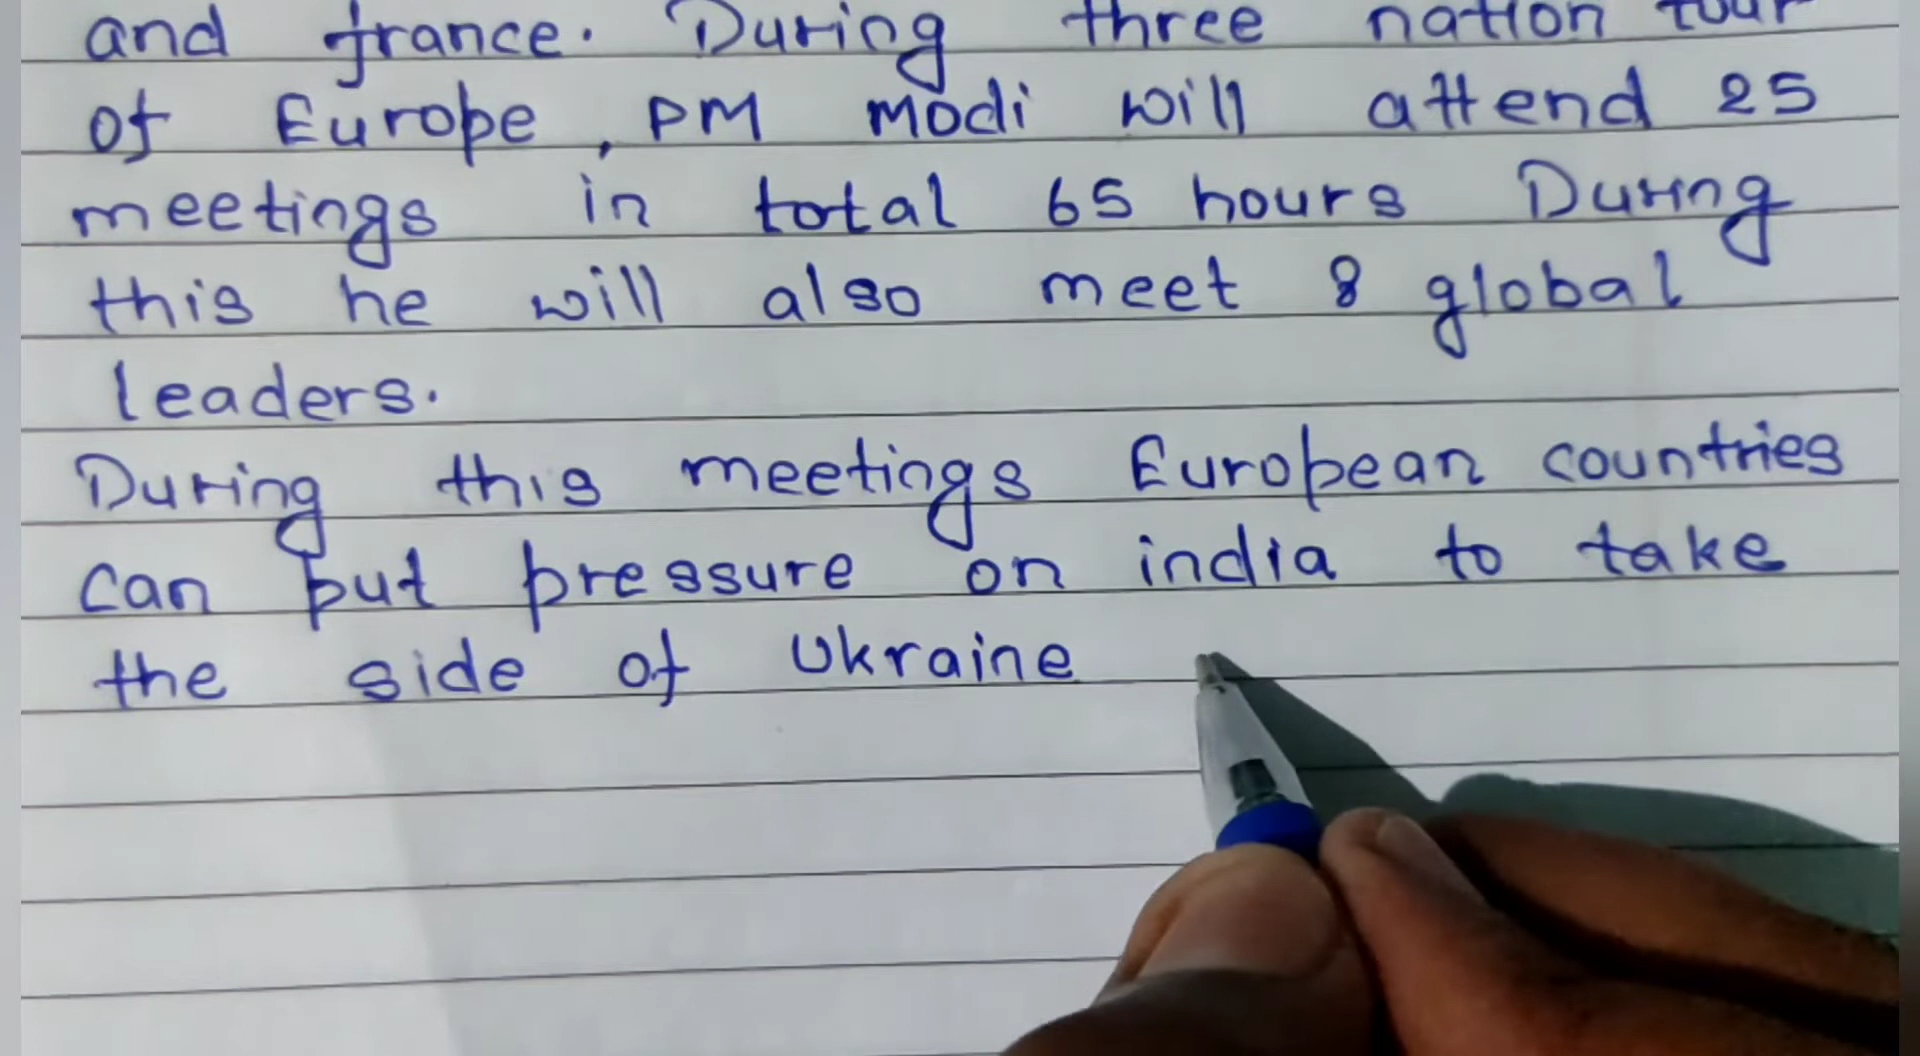 and france. During three nation tour
of Europe, PM Modi will attend 25
meetings in total 65 hours During
this he will also meet 8 global
leaders.
During this meetings European countries
can put pressure on india to take
the side of Ukraine